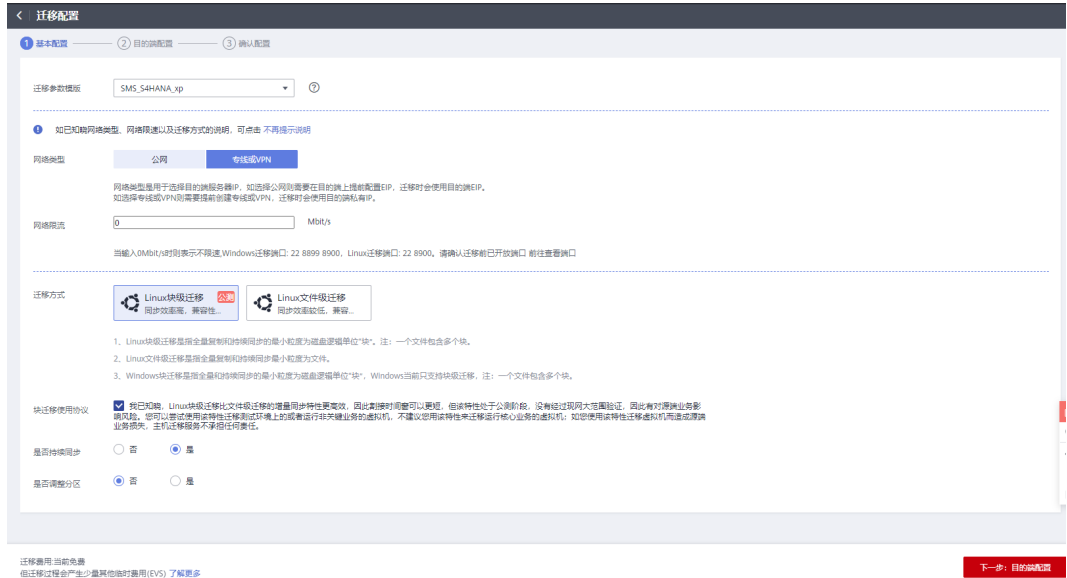 迁移配置
1 基本配置 2 目的端配置 3 确认配置
迁移参数模版 SMS_S4HANA_xp
如已知晓网络类型、网络限速以及迁移方式的说明，可点击 不再提示说明
网络类型 公网 专线或VPN
网络类型是用于选择目的端服务器IP，如选择公网则需要在目的端上提前配置EIP，迁移时会使用目的端EIP。
如选择专线或VPN则需要提前创建专线或VPN，迁移时会使用目的端私有IP。
网络限流 0 Mbit/s
当输入0Mbit/s时则表示不限速,Windows迁移端口: 22 8899 8900，Linux迁移端口: 22 8900。请确认迁移前已开放端口 前往查看端口
迁移方式 Linux块级迁移 公测 Linux文件级迁移
同步效率高，兼容性... 同步效率较低，兼容...
1、Linux块级迁移是指全量复制和持续同步的最小粒度为磁盘逻辑单位"块"。注：一个文件包含多个块。
2、Linux文件级迁移是指全量复制和持续同步最小粒度为文件。
3、Windows块迁移是指全量和持续同步的最小粒度为磁盘逻辑单位"块"，Windows当前只支持块级迁移，注：一个文件包含多个块。
块迁移使用协议 我已知晓，Linux块级迁移比文件级迁移的增量同步特性更高效，因此割接时间窗可以更短，但该特性处于公测阶段，没有经过现网大范围验证，因此有对源端业务影
响风险。您可以尝试使用该特性迁移测试环境上的或者运行非关键业务的虚拟机，不建议您用该特性来迁移运行核心业务的虚拟机；如您使用该特性迁移虚拟机而造成源端
业务损失，主机迁移服务不承担任何责任。
是否持续同步 否 是
是否调整分区 否 是
迁移费用:当前免费
但迁移过程会产生少量其他临时费用(EVS) 了解更多
下一步：目的端配置